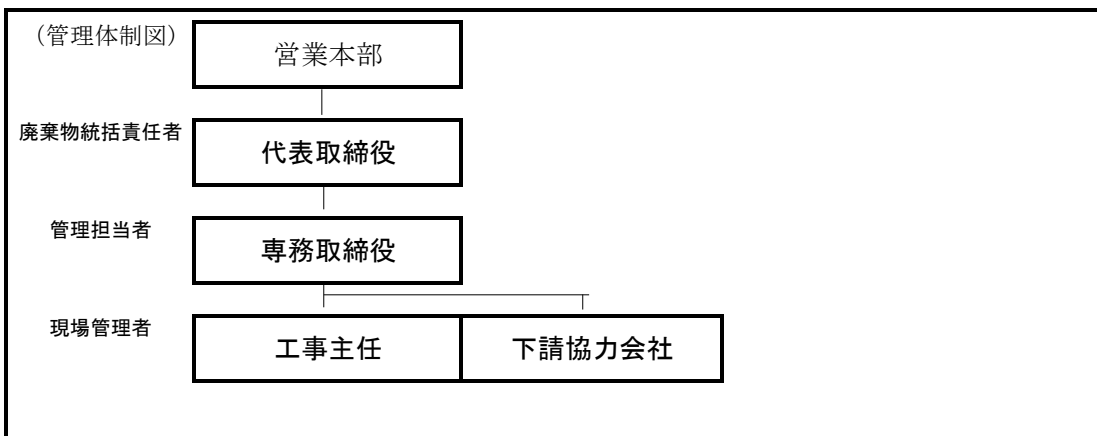 （管理体制図）
営業本部
廃棄物統括責任者
代表取締役
管理担当者
専務取締役
現場管理者
工事主任
下請協力会社